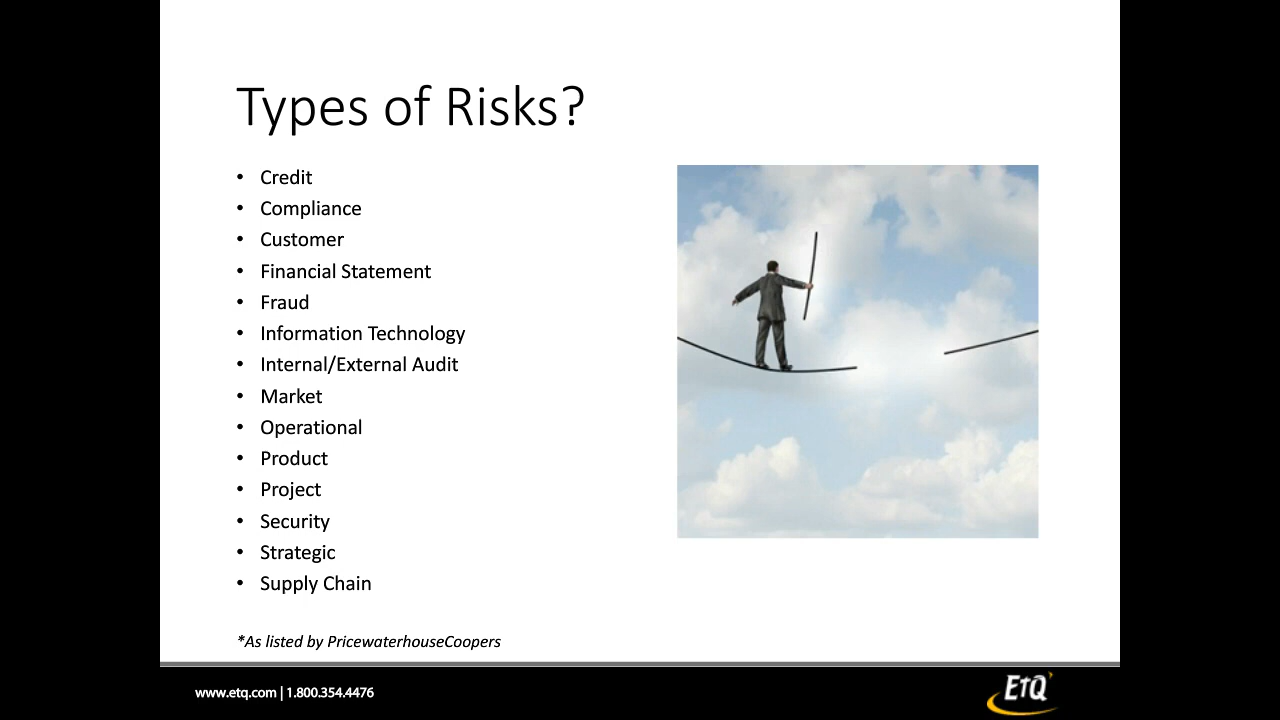 Types of Risks?
• Credit
• Compliance
• Customer
• Financial Statement
• Fraud
• Information Technology
• Internal/External Audit
• Market
• Operational
• Product
• Project
• Security
• Strategic
• Supply Chain
*As listed by PricewaterhouseCoopers
www.etq.com | 1.800.354.4476
EtQ